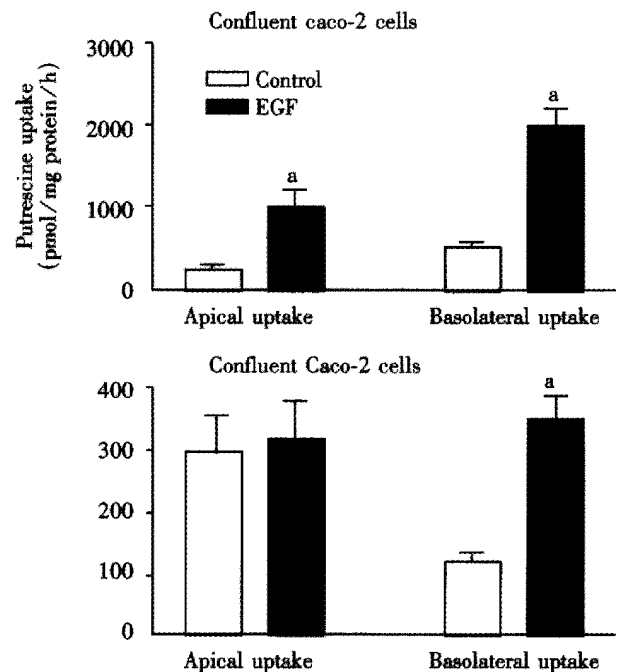 Confluent caco-2 cells
Putrescine uptake
(pmol/mg protein/h)
3000
2000
1000
0
Control
EGF
a
a
Apical uptake
Basolateral uptake
Confluent Caco-2 cells
400
300
200
100
0
a
Apical uptake
Basolateral uptake